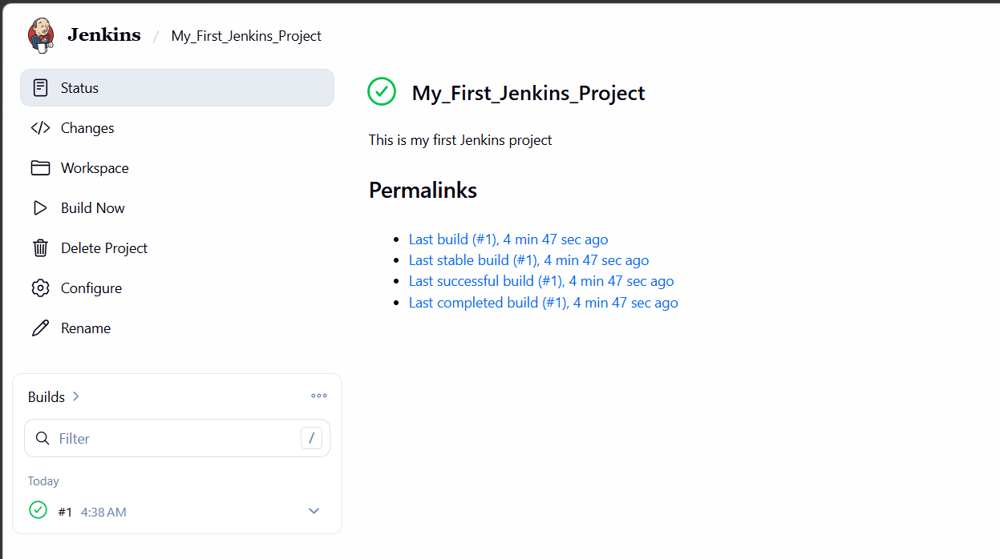 Jenkins / My_First_Jenkins_Project
Status
Changes
Workspace
Build Now
Delete Project
Configure
Rename
Builds
Filter /
Today
#1 4:38 AM
My_First_Jenkins_Project
This is my first Jenkins project
Permalinks
Last build (#1), 4 min 47 sec ago
Last stable build (#1), 4 min 47 sec ago
Last successful build (#1), 4 min 47 sec ago
Last completed build (#1), 4 min 47 sec ago